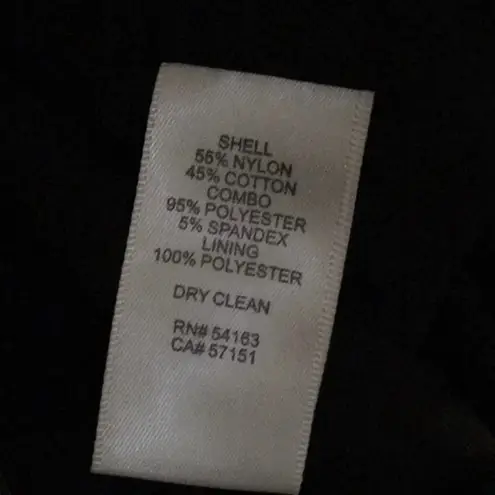 SHELL
55% NYLON
45% COTTON
COMBO
95% POLYESTER
5% SPANDEX
LINING
100% POLYESTER
DRY CLEAN
RN# 54163
CA# 57151